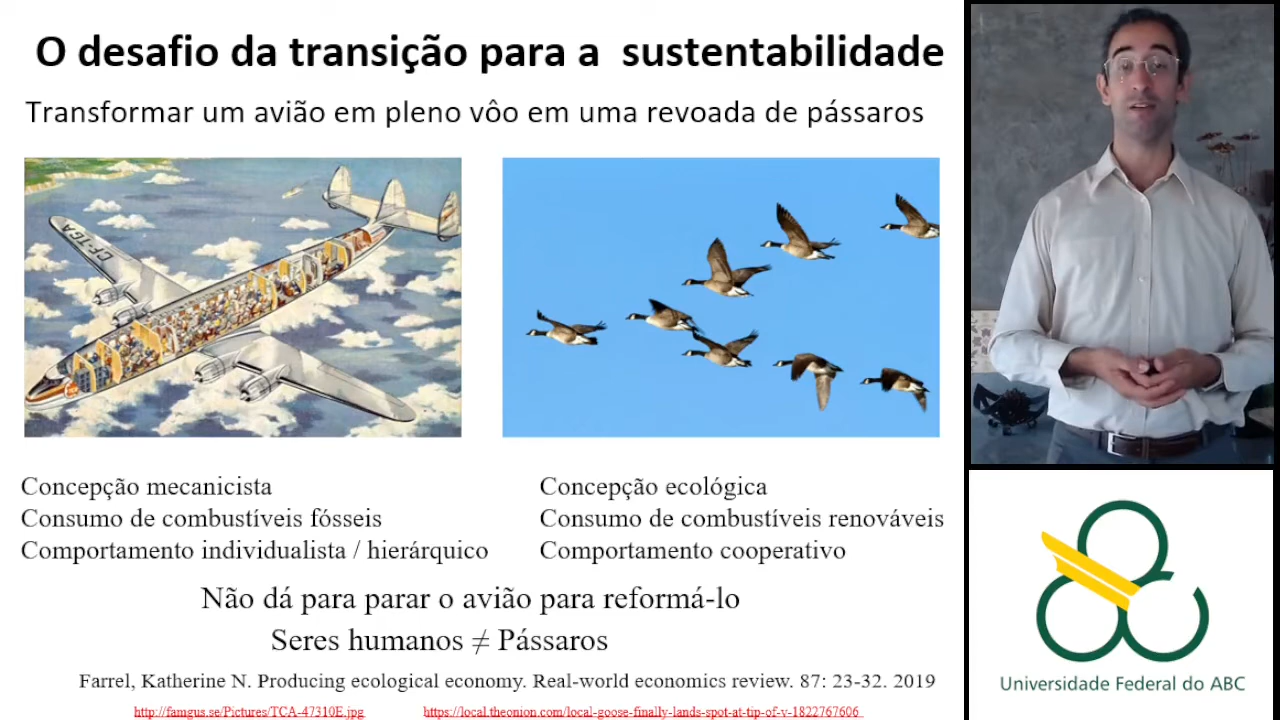 O desafio da transição para a sustentabilidade
Transformar um avião em pleno vôo em uma revoada de pássaros
CF-TCA
Concepção mecanicista
Consumo de combustíveis fósseis
Comportamento individualista / hierárquico
Concepção ecológica
Consumo de combustíveis renováveis
Comportamento cooperativo
Não dá para parar o avião para reformá-lo
Seres humanos ≠ Pássaros
Farrel, Katherine N. Producing ecological economy. Real-world economics review. 87: 23-32. 2019
http://famgus.se/Pictures/TCA-47310E.jpg
https://local.theonion.com/local-goose-finally-lands-spot-at-tip-of-v-1822767606
Universidade Federal do ABC